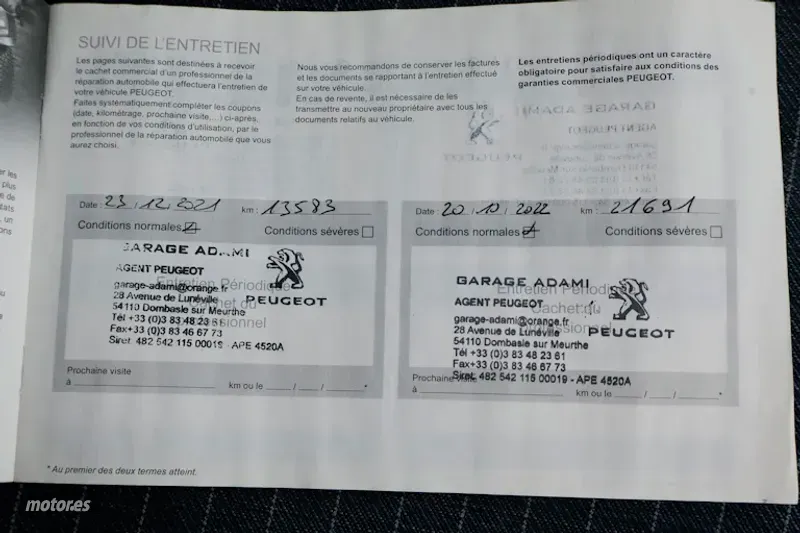 SUIVI DE L'ENTRETIEN
Les pages suivantes sont destinées à recevoir
le cachet commercial d'un professionnel de la
réparation automobile qui effectuera l'entretien de
votre véhicule PEUGEOT.
Faites systématiquement compléter les coupons
(date, kilométrage, prochaine visite,...) ci-après,
en fonction de vos conditions d'utilisation, par le
professionnel de la réparation automobile que vous
aurez choisi.
Nous vous recommandons de conserver les factures
et les documents se rapportant à l'entretien effectué
sur votre véhicule.
En cas de revente, il est nécessaire de les
transmettre au nouveau propriétaire avec tous les
documents relatifs au véhicule.
Les entretiens périodiques ont un caractère
obligatoire pour satisfaire aux conditions des
garanties commerciales PEUGEOT.
Date : 23 / 12 / 2021 km : 13583
Conditions normales Conditions sévères
GARAGE ADAMI
AGENT PEUGEOT
Entretien Périodique
garage-adami@orange.fr
28 Avenue de Lunéville
Cachet du
PEUGEOT
54110 Dombasle sur Meurthe
Tél +33 (0)3 83 48 23 61
Fax+33 (0)3 83 46 67 73
Siret 482 542 115 00019 - APE 4520A
Prochaine visite
à km ou le / / *
Date : 20 / 10 / 2022 km : 21691
Conditions normales Conditions sévères
GARAGE ADAMI
Entretien Périodique
AGENT PEUGEOT
Cachet du
garage-adami@orange.fr
28 Avenue de Lunéville
PEUGEOT
54110 Dombasle sur Meurthe
Tél +33 (0)3 83 48 23 61
Fax+33 (0)3 83 46 67 73
Prochaine visite
Siret 482 542 115 00019 - APE 4520A
à km ou le / / *
* Au premier des deux termes atteint.
motor.es